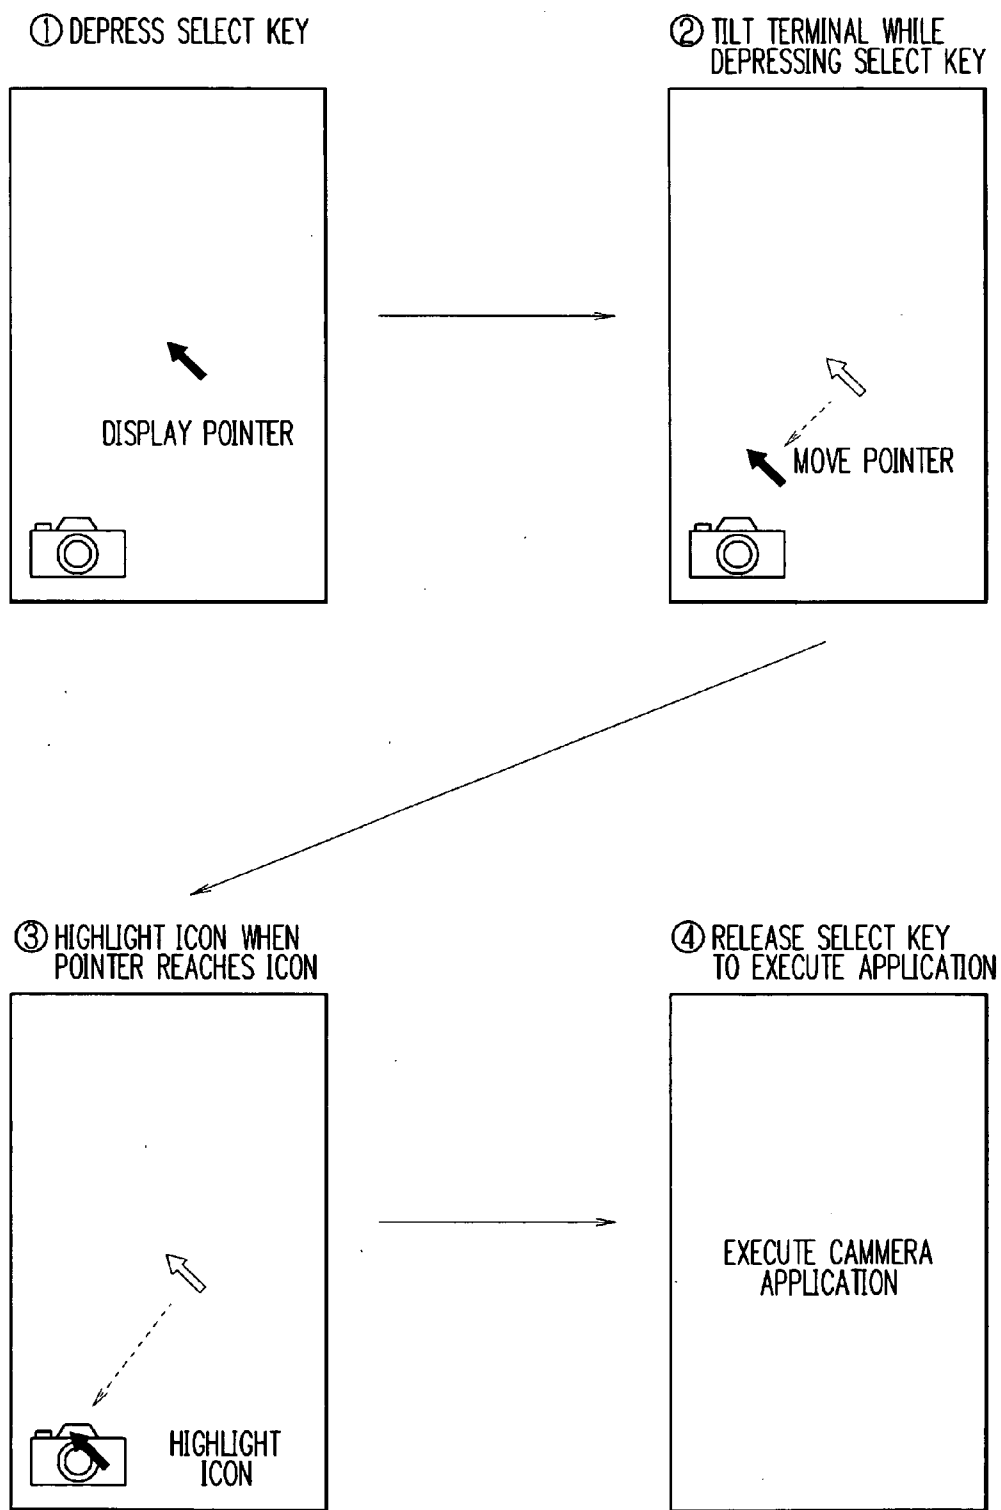 ① DEPRESS SELECT KEY
② TILT TERMINAL WHILE
DEPRESSING SELECT KEY
DISPLAY POINTER
MOVE POINTER
③ HIGHLIGHT ICON WHEN
POINTER REACHES ICON
④ RELEASE SELECT KEY
TO EXECUTE APPLICATION
HIGHLIGHT
ICON
EXECUTE CAMMERA
APPLICATION